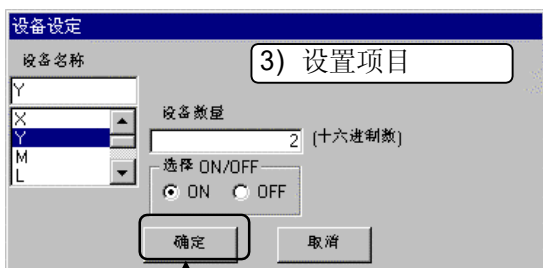 设备设定
设备名称
3) 设置项目
Y
X
Y
M
L
设备数量
2 (十六进制数)
选择 ON/OFF
ON OFF
确定 取消